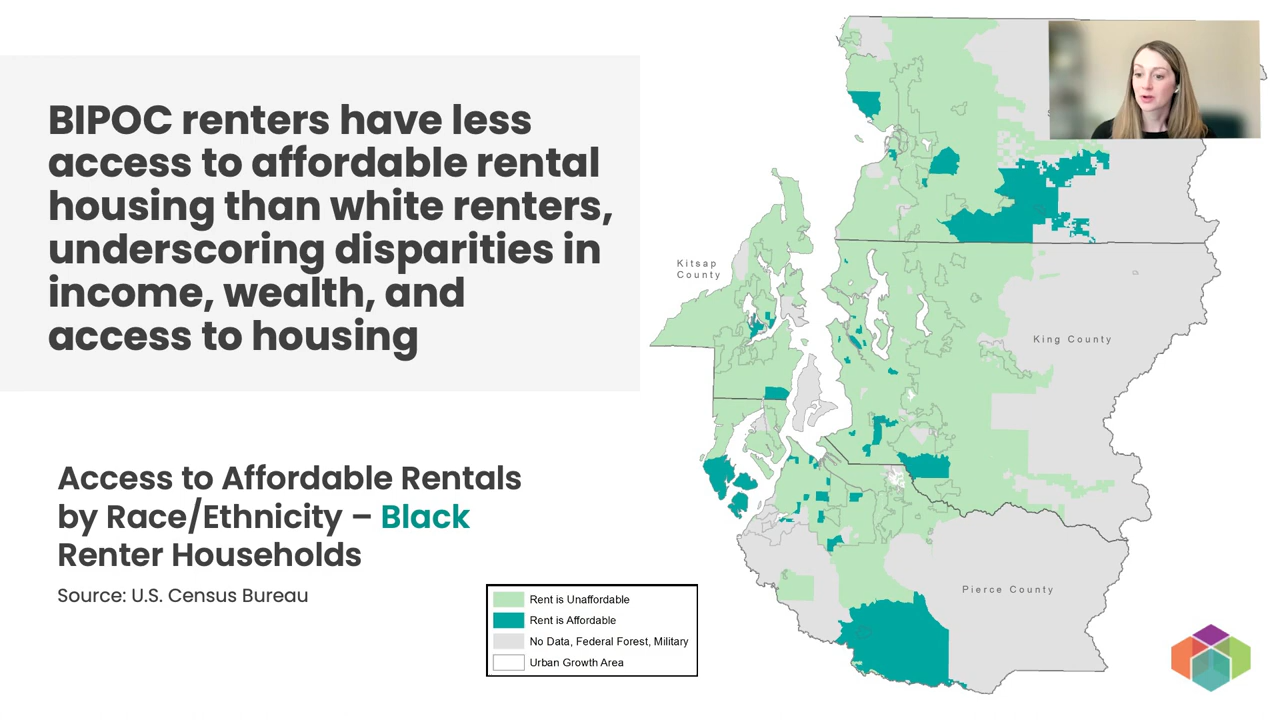 BIPOC renters have less
access to affordable rental
housing than white renters,
underscoring disparities in
income, wealth, and
access to housing
Access to Affordable Rentals
by Race/Ethnicity – Black
Renter Households
Source: U.S. Census Bureau
Rent is Unaffordable
Rent is Affordable
No Data, Federal Forest, Military
Urban Growth Area
Kitsap
County
King County
Pierce County